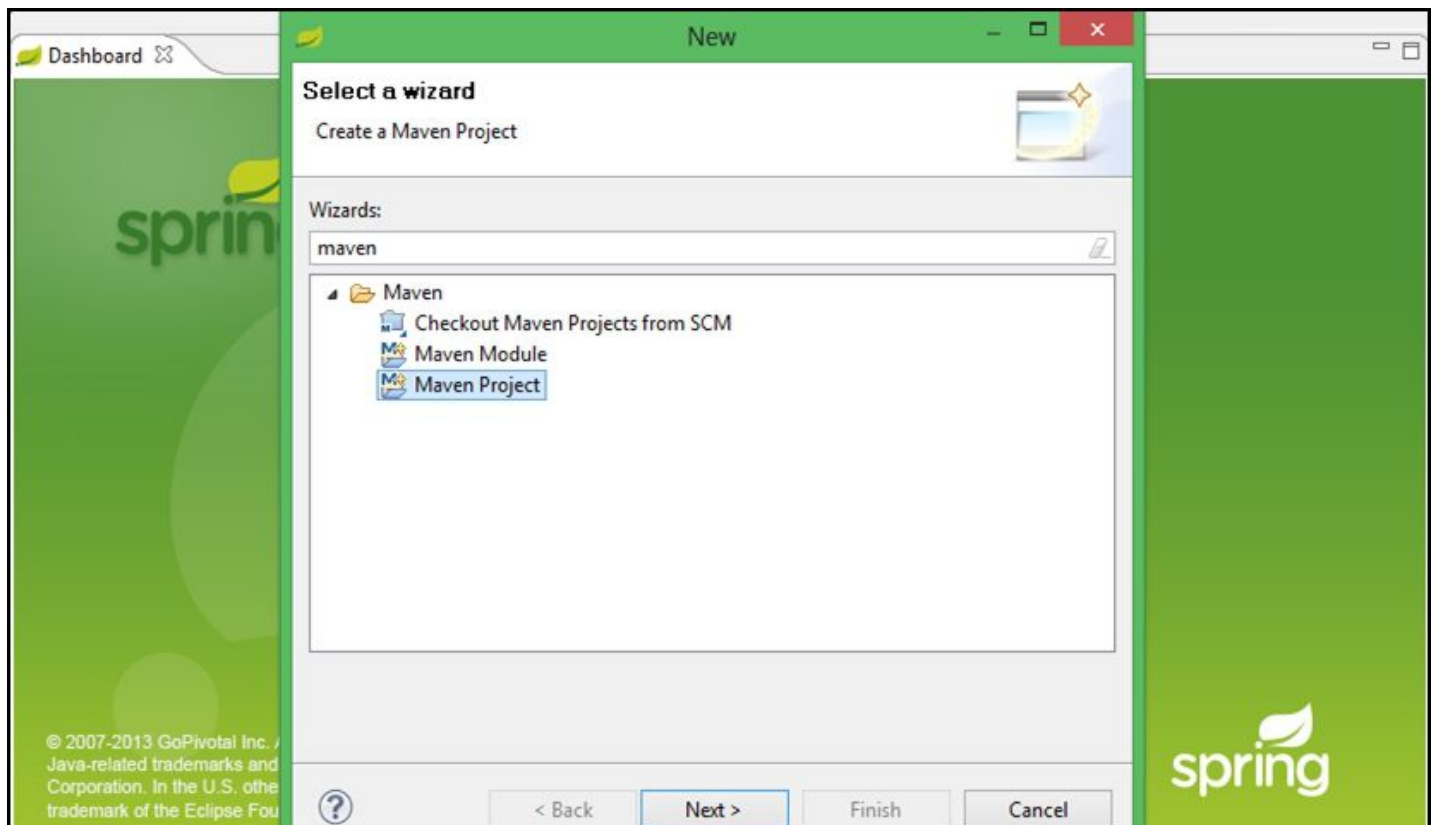 New
Dashboard
Select a wizard
Create a Maven Project
spring
Wizards:
maven
Maven
Checkout Maven Projects from SCM
Maven Module
Maven Project
© 2007-2013 GoPivotal Inc.
Java-related trademarks and
Corporation. In the U.S. othe
trademark of the Eclipse Fou
spring
? < Back Next > Finish Cancel